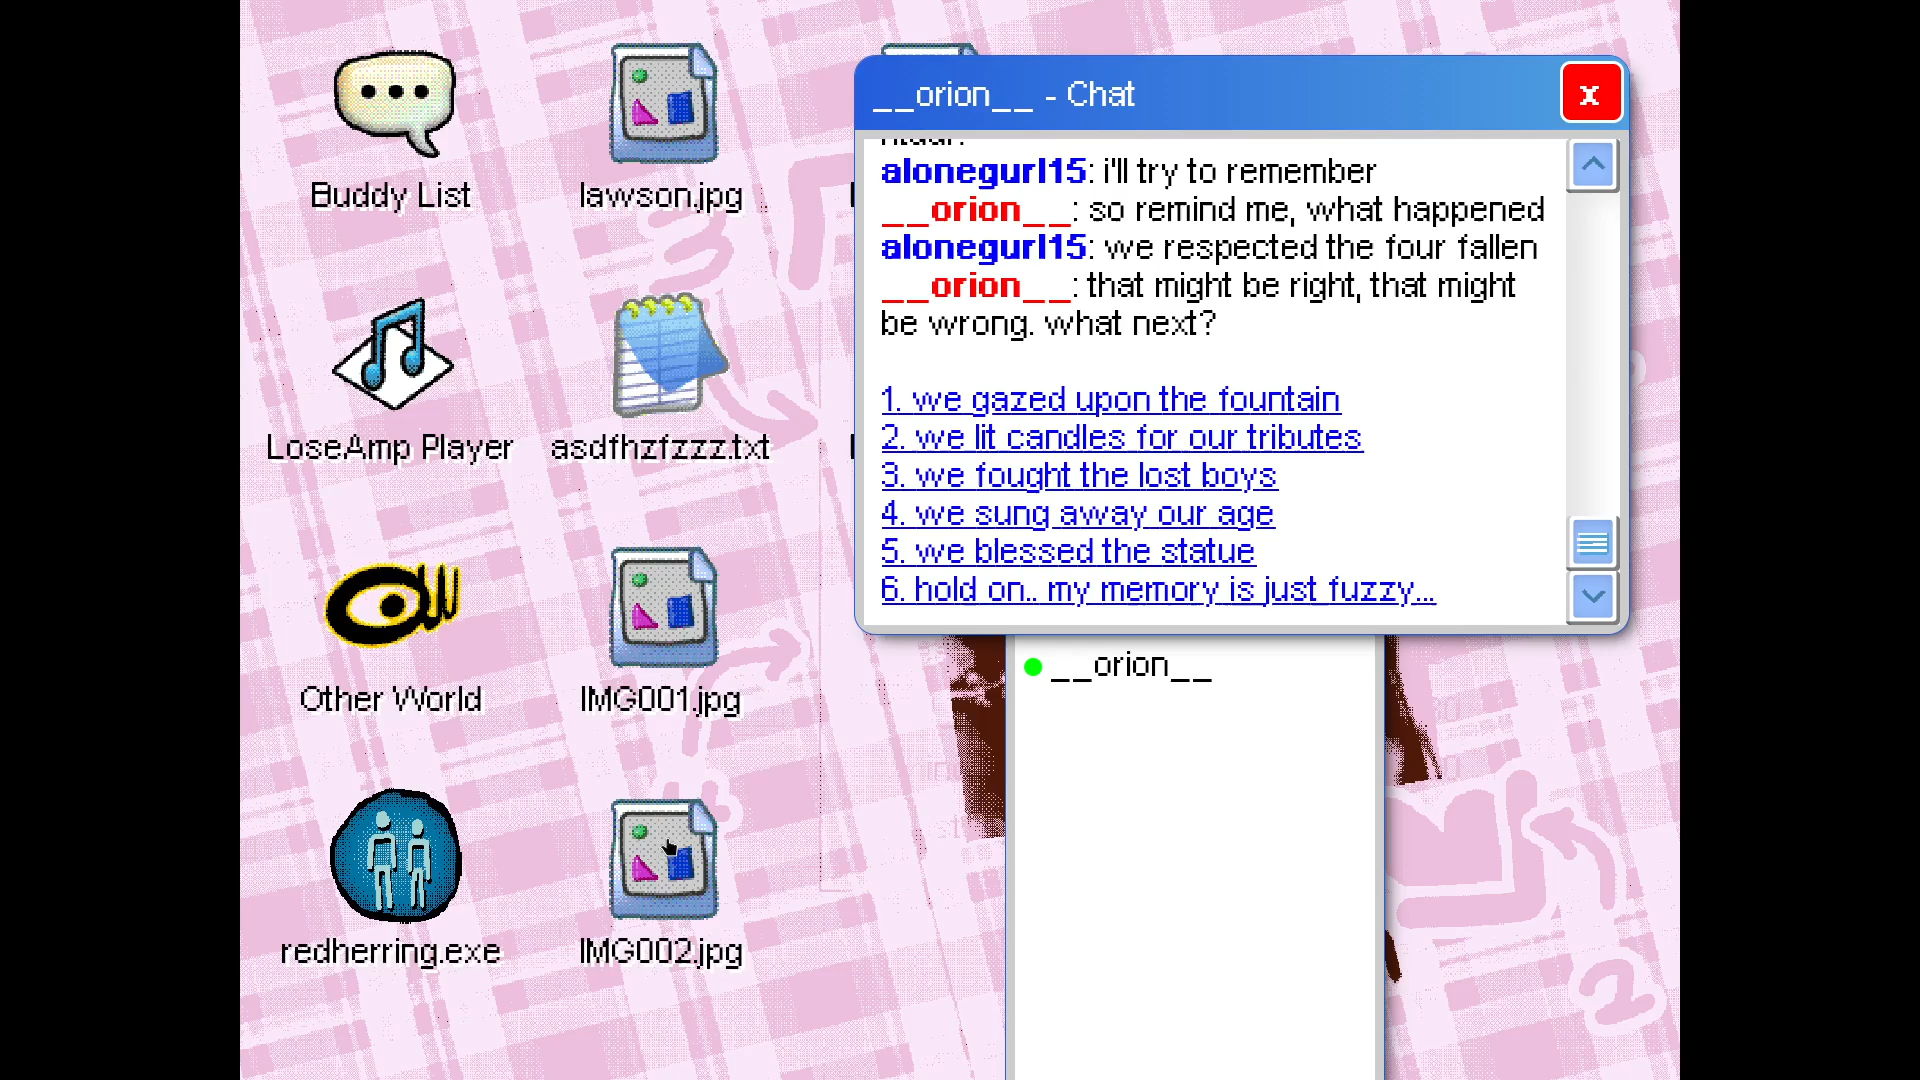 Buddy List
lawson.jpg
LoseAmp Player
asdfhzfzzz.txt
Other World
IMG001.jpg
redherring.exe
IMG002.jpg
__orion__ - Chat
alonegurl15: i'll try to remember
__orion__: so remind me, what happened
alonegurl15: we respected the four fallen
__orion__: that might be right, that might
be wrong. what next?
1. we gazed upon the fountain
2. we lit candles for our tributes
3. we fought the lost boys
4. we sung away our age
5. we blessed the statue
6. hold on.. my memory is just fuzzy...
__orion__
2